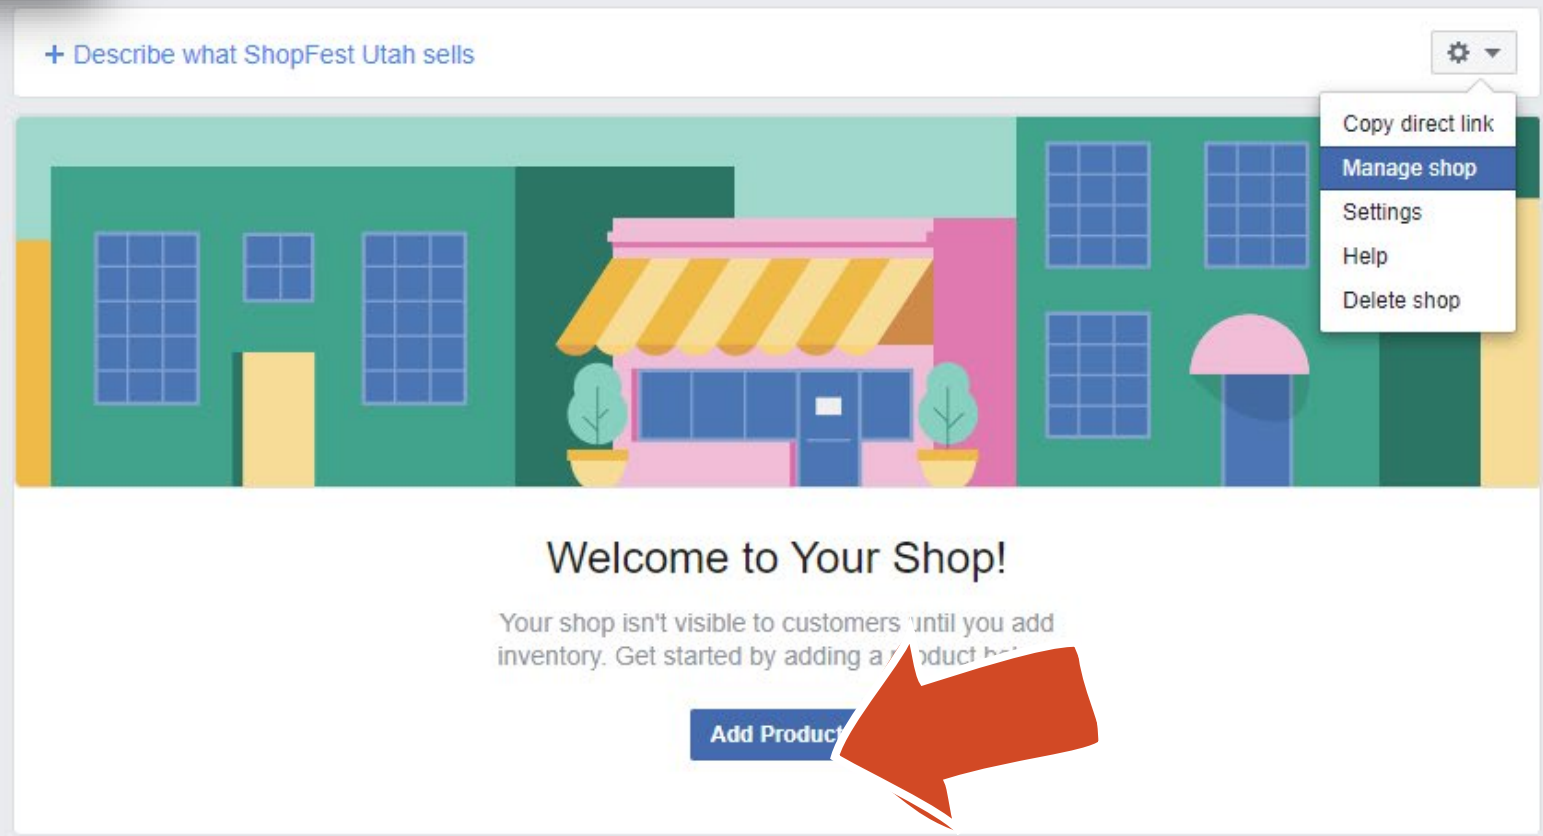 + Describe what ShopFest Utah sells
Copy direct link
Manage shop
Settings
Help
Delete shop
Welcome to Your Shop!
Your shop isn't visible to customers until you add
inventory. Get started by adding a product
Add Product